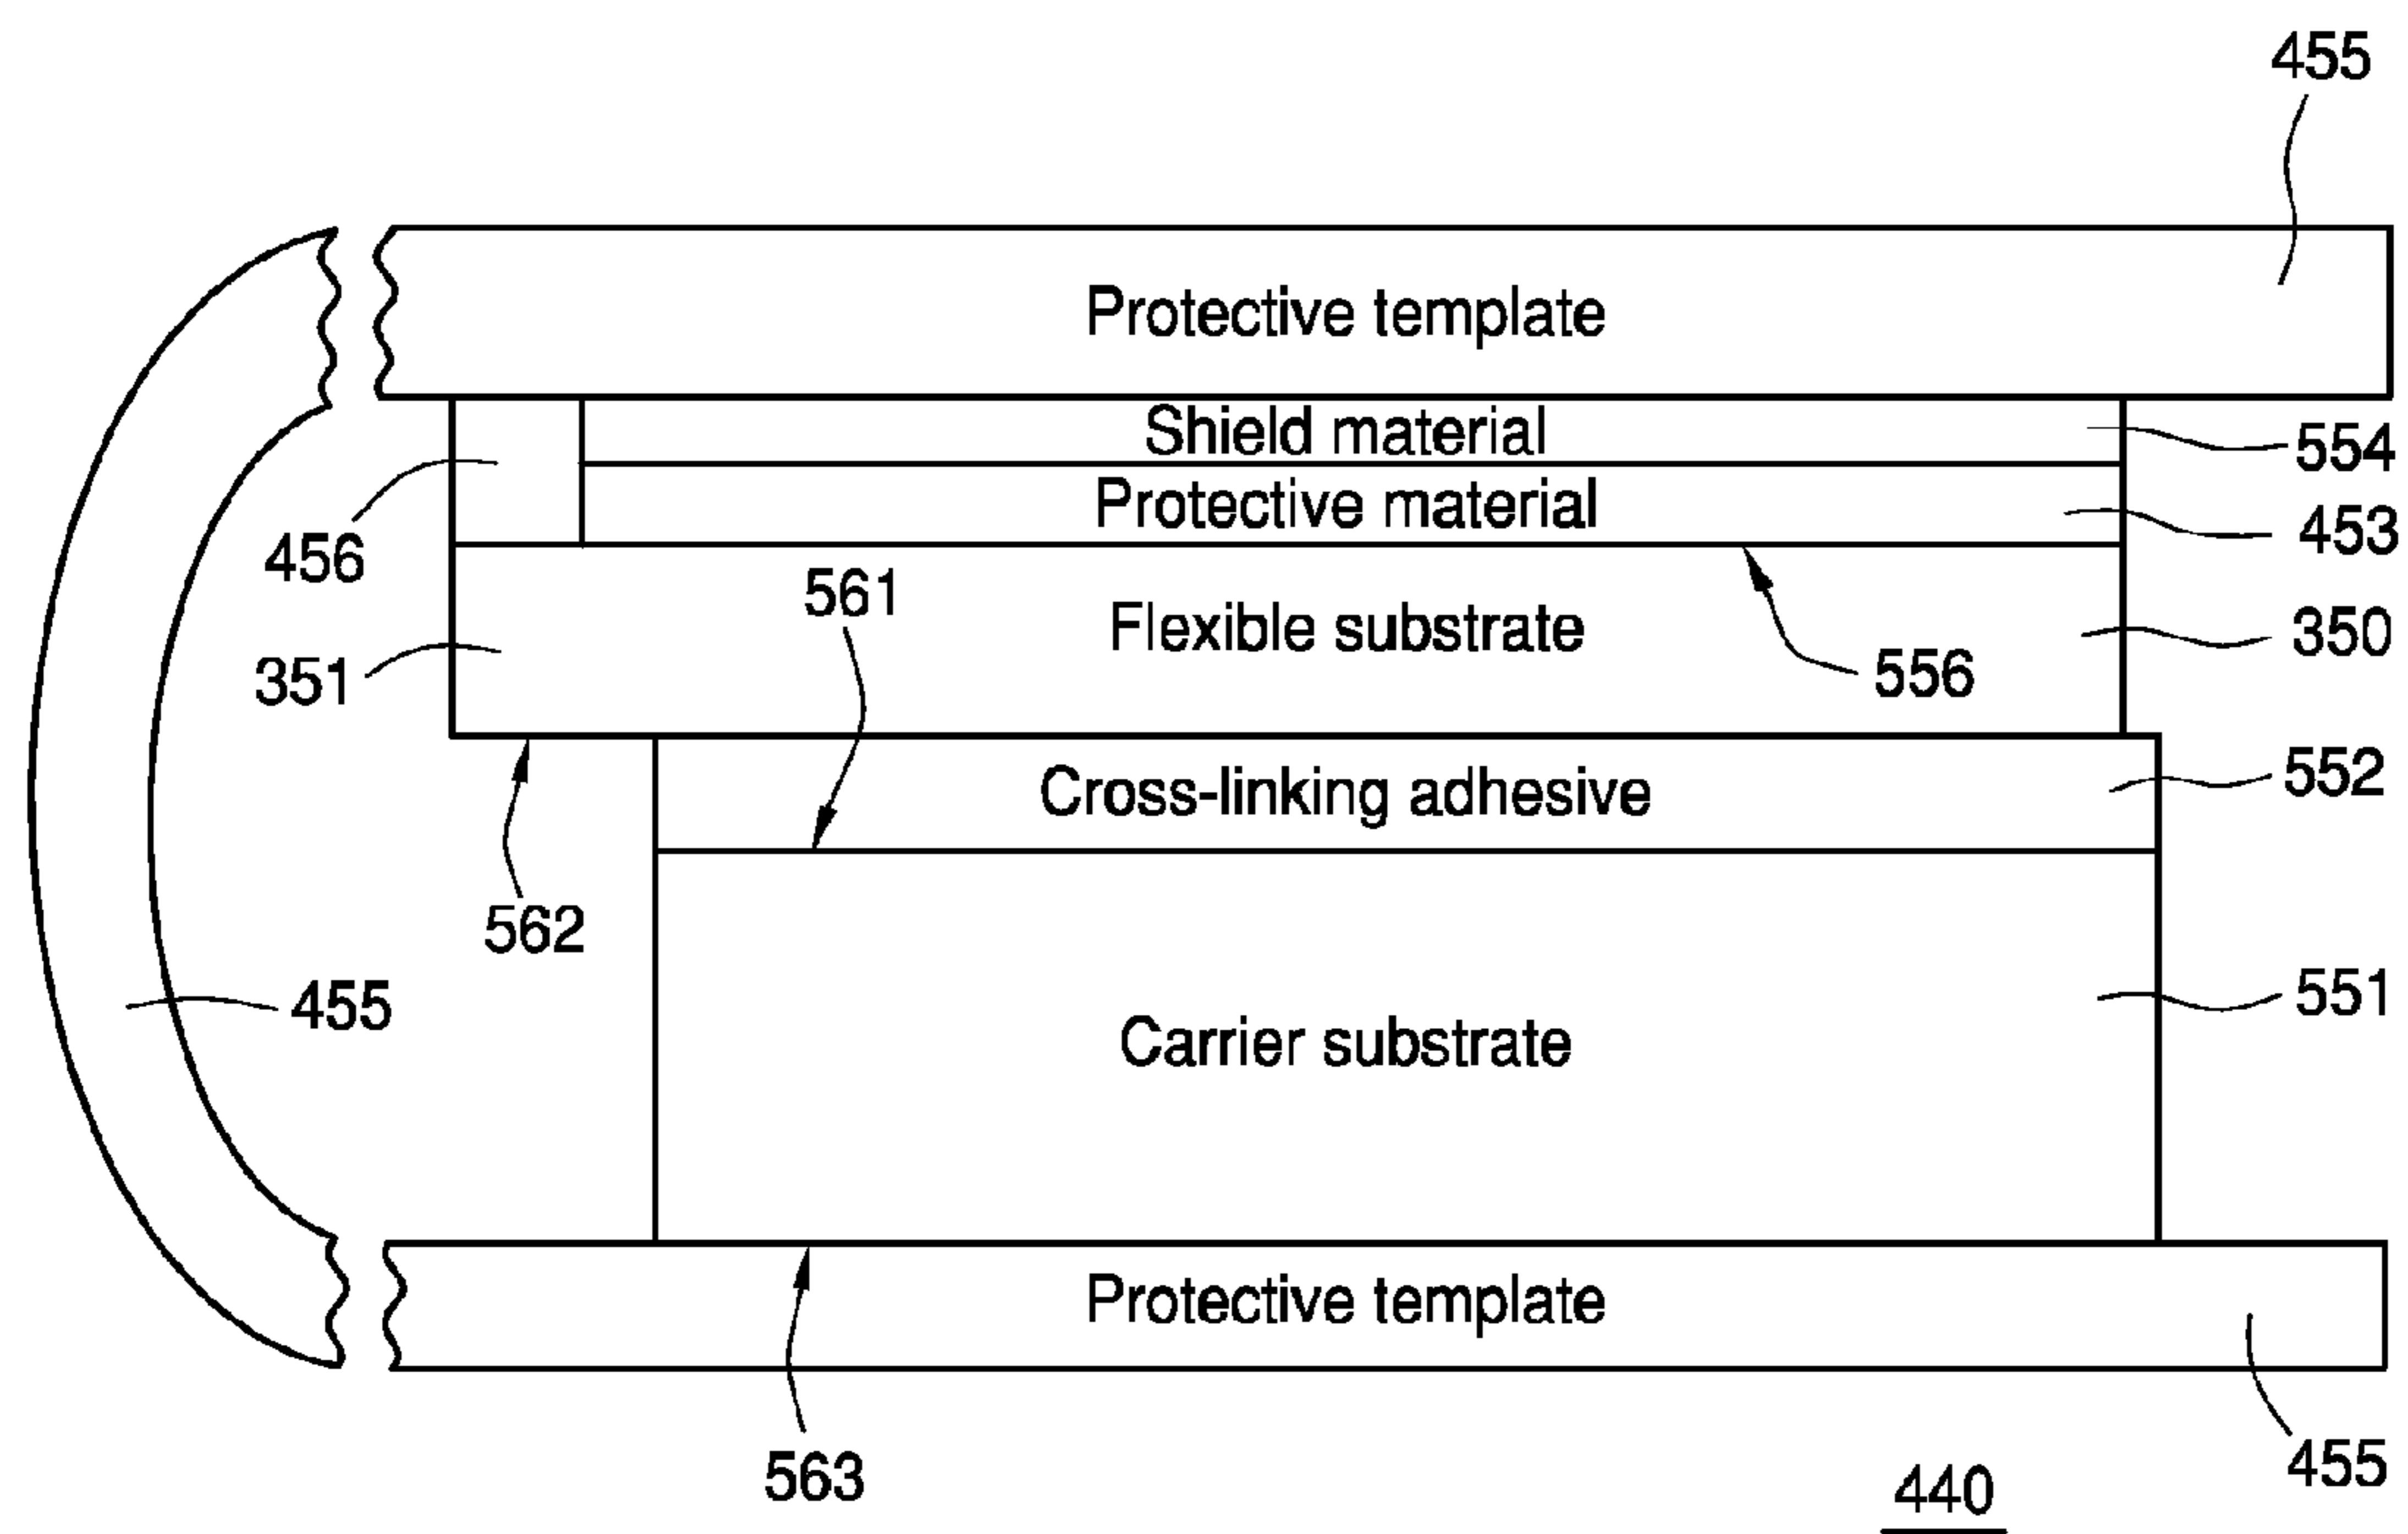 455
Protective template
Shield material
554
Protective material
453
456
561
Flexible substrate
350
351
556
Cross-linking adhesive
552
562
551
455
Carrier substrate
Protective template
563
455
440